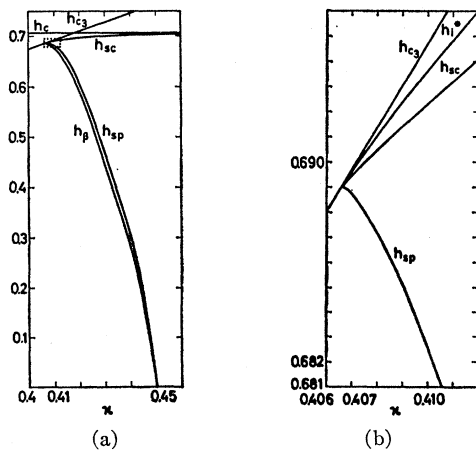 h_c
h_c3
h_sc
0.7
0.6
0.5
0.4
0.3
0.2
0.1
h_β
h_sp
0.4
0.41
0.45
ϰ
(a)
h_c3
h_i*
h_sc
0.690
h_sp
0.682
0.681
0.406
0.407
0.410
ϰ
(b)